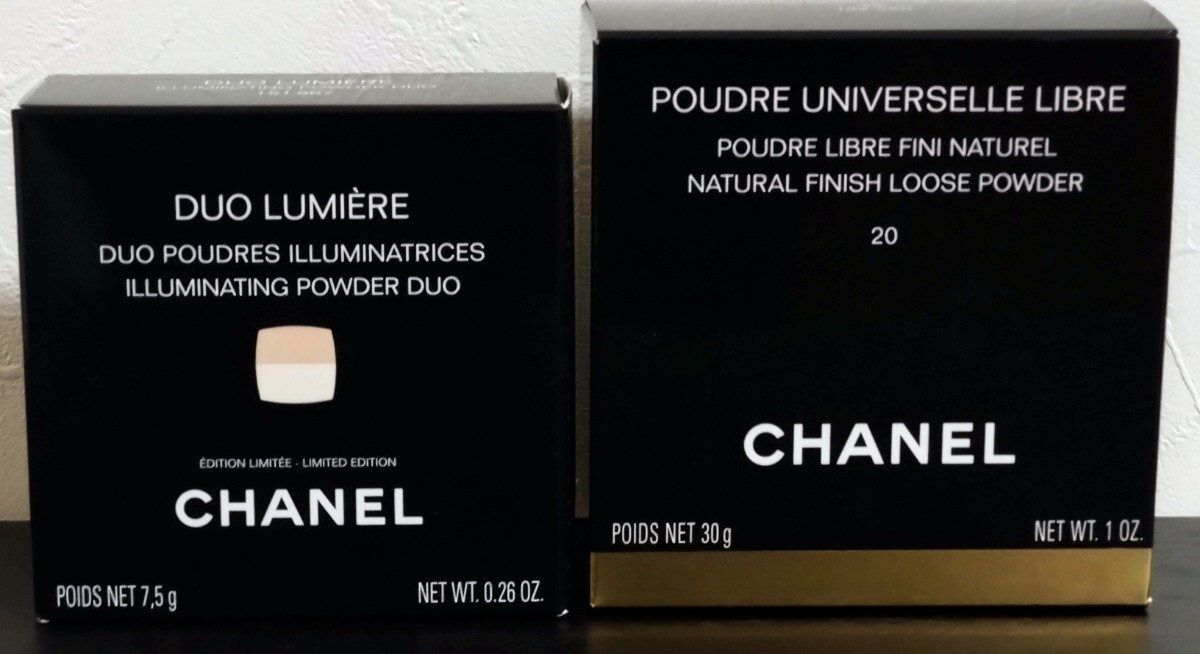 DUO LUMIÈRE
DUO LUMIÈRE
DUO POUDRES ILLUMINATRICES
ILLUMINATING POWDER DUO
ÉDITION LIMITÉE - LIMITED EDITION
CHANEL
POIDS NET 7,5 g
NET WT. 0.26 OZ.
POUDRE UNIVERSELLE LIBRE
POUDRE LIBRE FINI NATUREL
NATURAL FINISH LOOSE POWDER
20
CHANEL
POIDS NET 30 g
NET WT. 1 OZ.